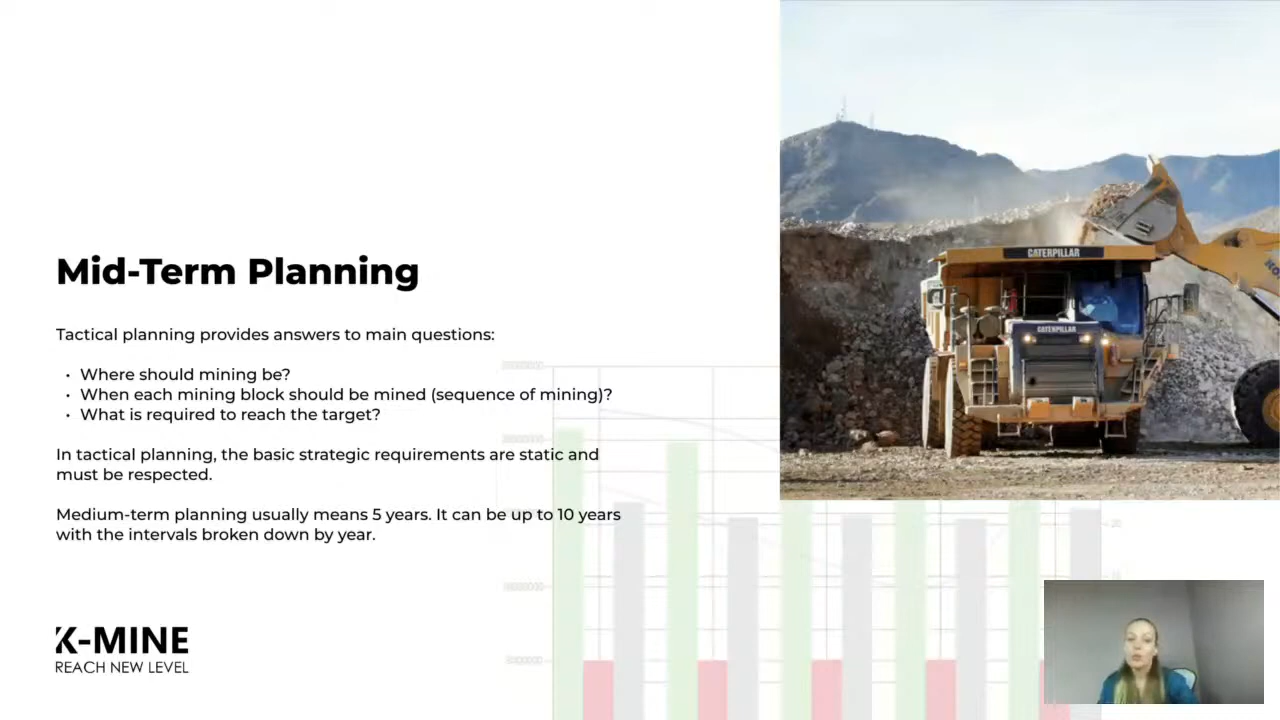 Mid-Term Planning
Tactical planning provides answers to main questions:
• Where should mining be?
• When each mining block should be mined (sequence of mining)?
• What is required to reach the target?
In tactical planning, the basic strategic requirements are static and
must be respected.
Medium-term planning usually means 5 years. It can be up to 10 years
with the intervals broken down by year.
K-MINE
REACH NEW LEVEL
CATERPILLAR
CATERPILLAR